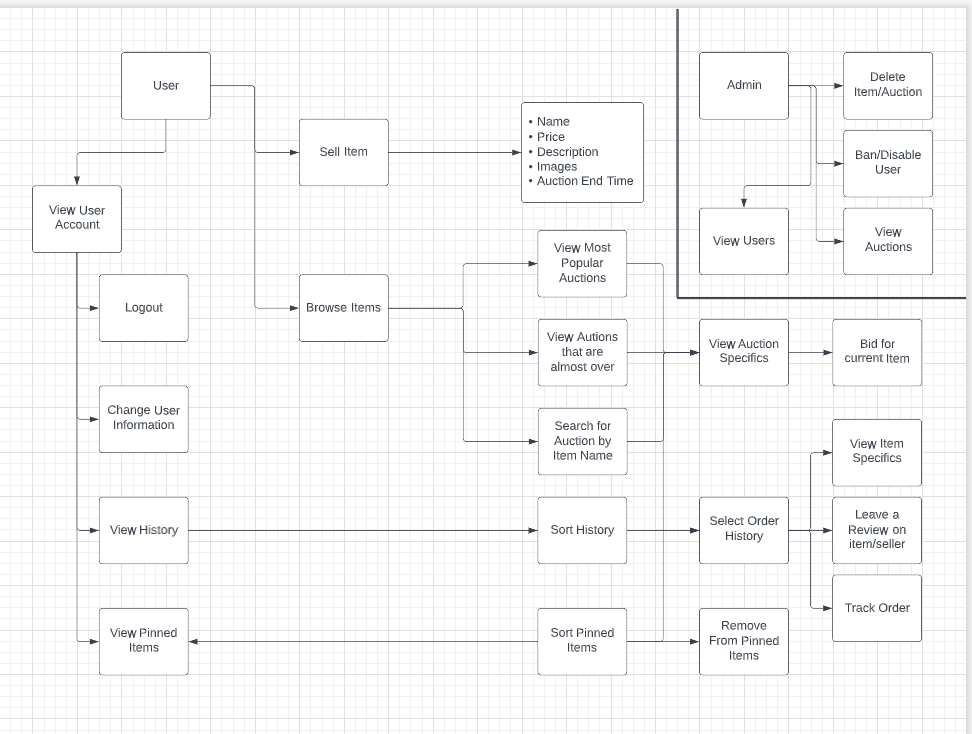 User
Admin
Delete
Item/Auction
Sell Item
• Name
• Price
• Description
• Images
• Auction End Time
Ban/Disable
User
View User
Account
View Users
View
Auctions
View Most
Popular
Auctions
Logout
Browse Items
View Autions
that are
almost over
View Auction
Specifics
Bid for
current Item
Change User
Information
Search for
Auction by
Item Name
View Item
Specifics
View History
Sort History
Select Order
History
Leave a
Review on
item/seller
Track Order
View Pinned
Items
Sort Pinned
Items
Remove
From Pinned
Items